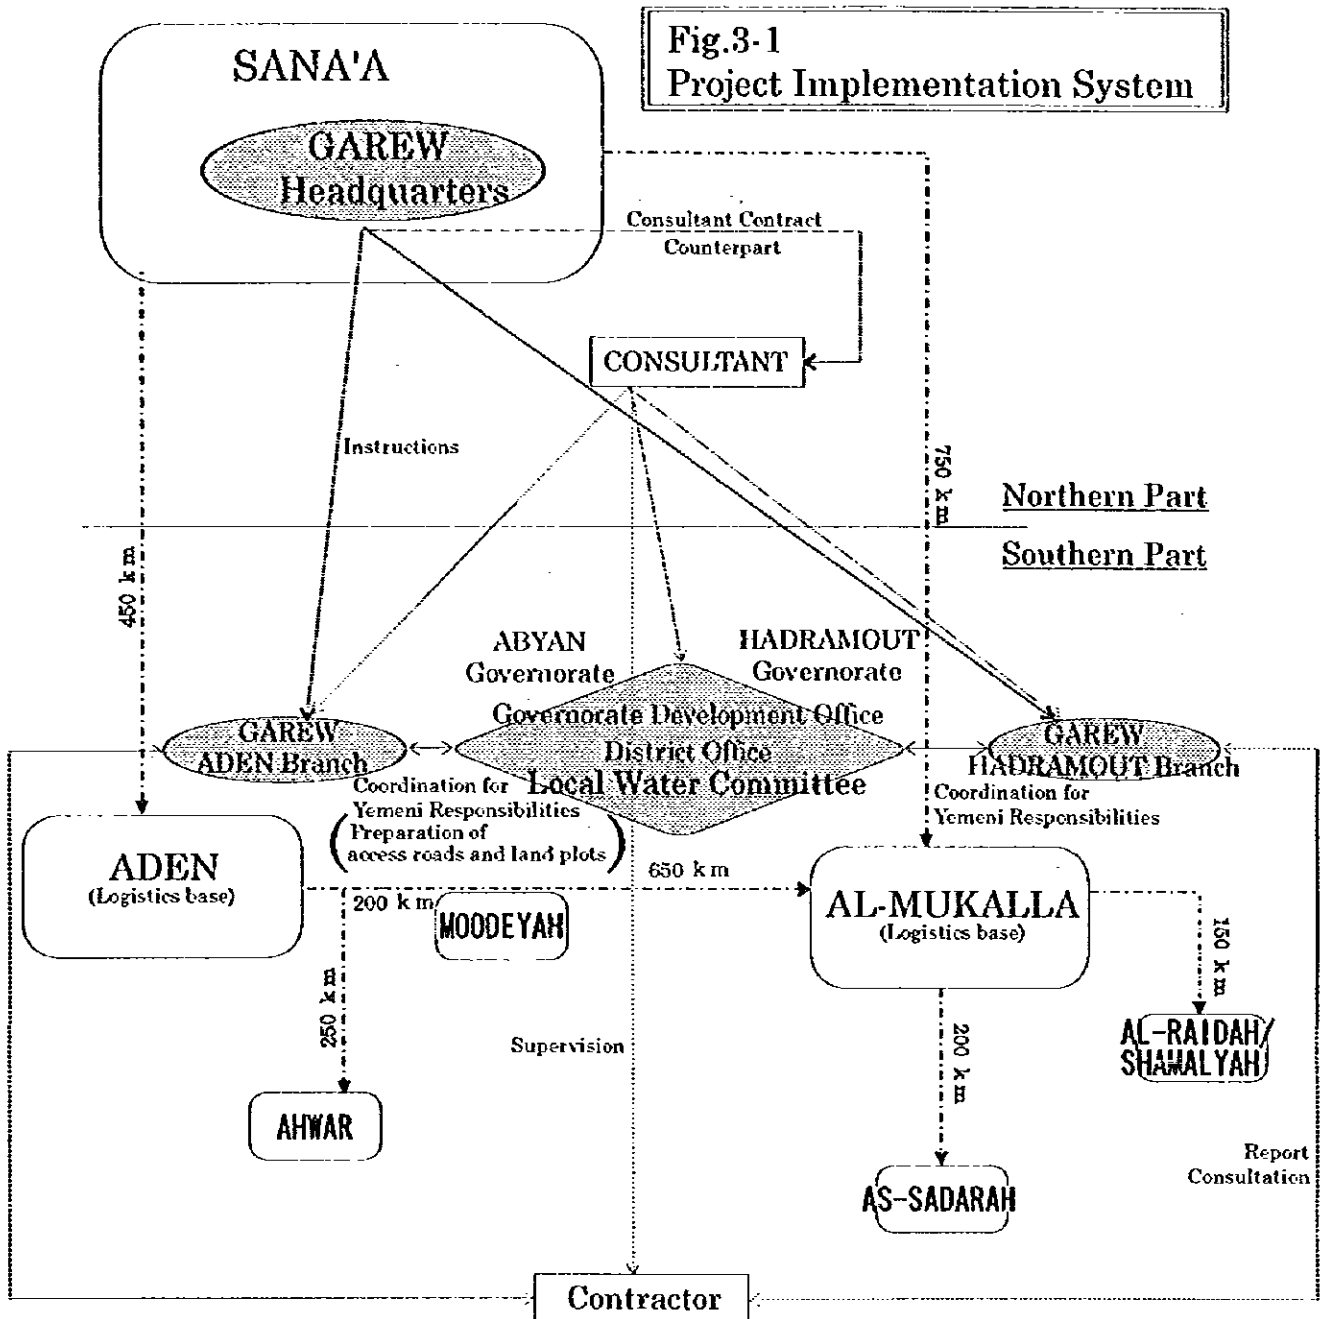 Fig.3-1
Project Implementation System
SANA'A
GAREW
Headquarters
Consultant Contract
Counterpart
CONSULTANT
Instructions
750 km
Northern Part
Southern Part
450 km
ABYAN
Governorate
HADRAMOUT
Governorate
Governorate Development Office
District Office
Local Water Committee
GAREW
ADEN Branch
GAREW
HADRAMOUT Branch
Coordination for
Yemeni Responsibilities
(Preparation of
access roads and land plots)
Coordination for
Yemeni Responsibilities
ADEN
(Logistics base)
650 km
200 km
MOODEYAH
AL-MUKALLA
(Logistics base)
150 km
250 km
200 km
AL-RAIDAH/
SHAMALYAH
Supervision
AHWAR
AS-SADARAH
Report
Consultation
Contractor